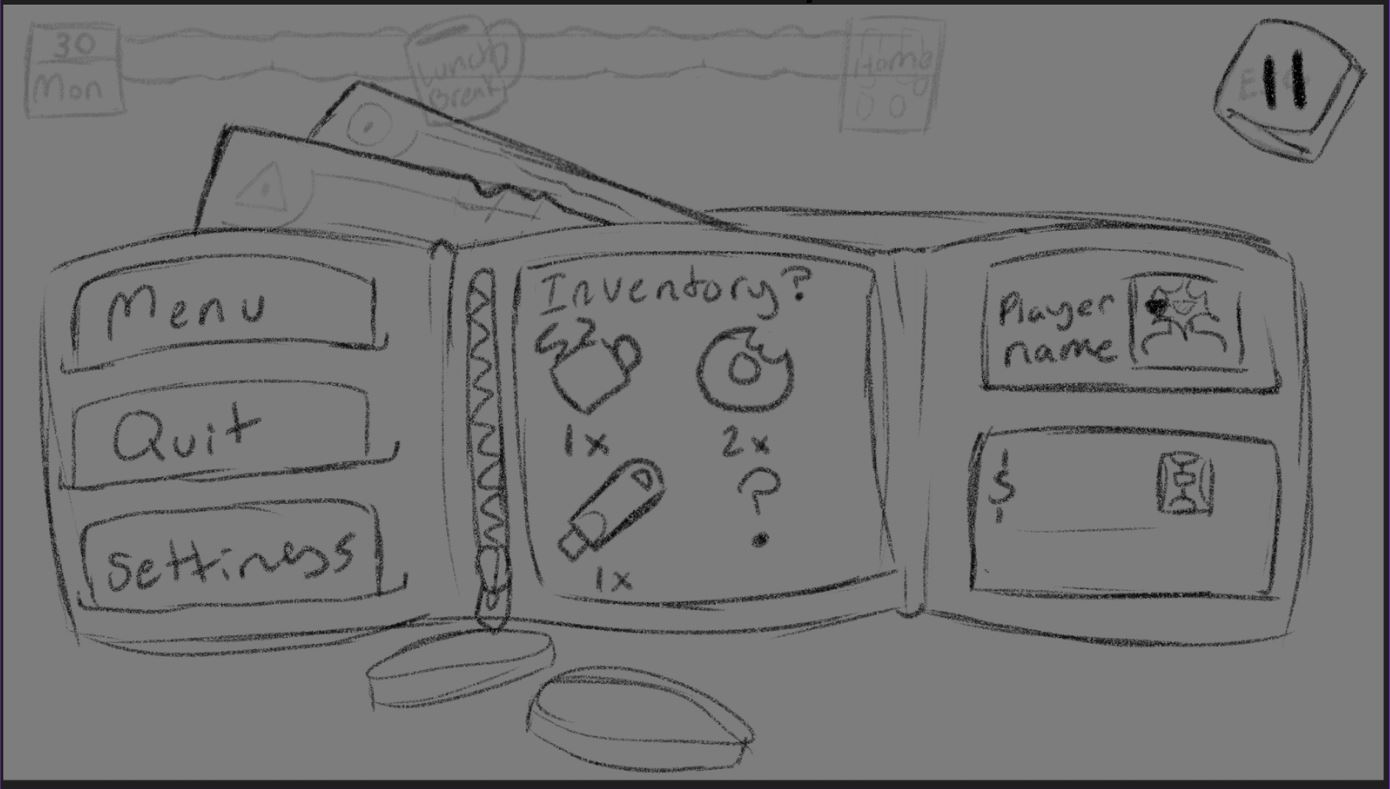 30
Mon
Lunch
Break
Home
Menu
Quit
Settings
Inventory?
1x
2x
1x
?
Player
name
$